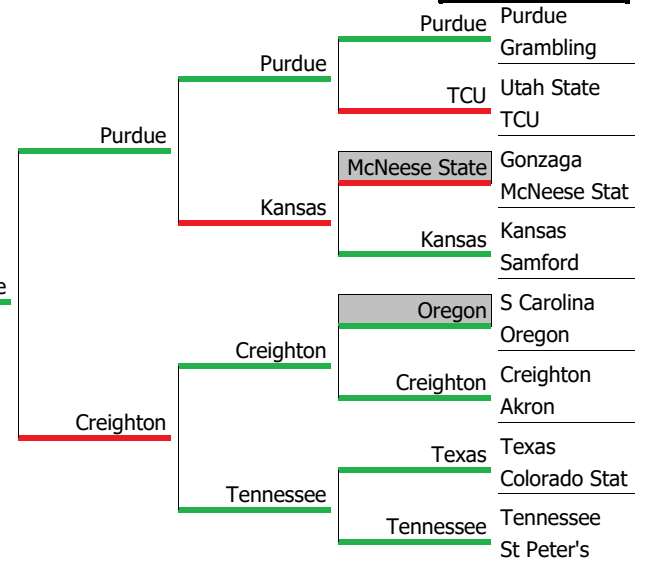 Purdue
Grambling
Utah State
TCU
Gonzaga
McNeese Stat
Kansas
Samford
S Carolina
Oregon
Creighton
Akron
Texas
Colorado Stat
Tennessee
St Peter's
Purdue
TCU
McNeese State
Kansas
Oregon
Creighton
Texas
Tennessee
Purdue
Kansas
Creighton
Tennessee
Purdue
Creighton
e